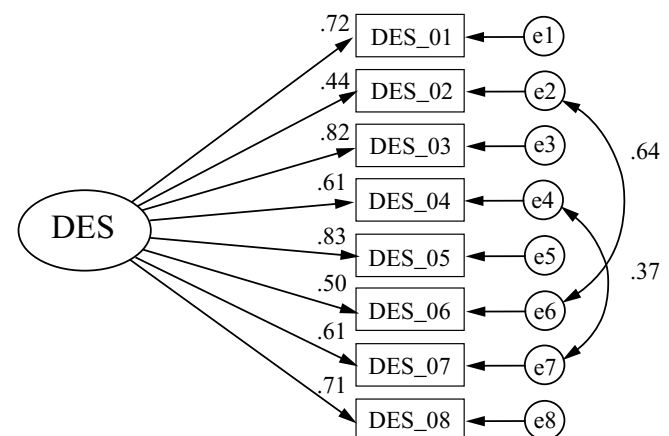 .72
DES_01
e1
.44
DES_02
e2
.82
DES_03
e3
.64
.61
DES_04
e4
DES
.83
DES_05
e5
.37
.50
DES_06
e6
.61
DES_07
e7
.71
DES_08
e8